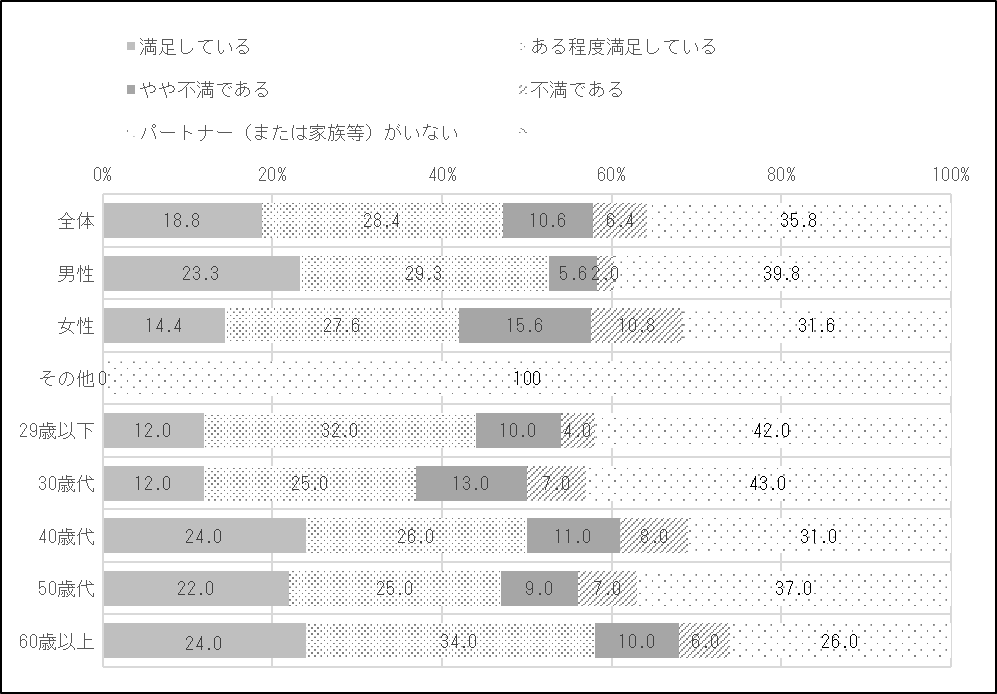 満足している ある程度満足している
やや不満である 不満である
パートナー（または家族等）がいない
0% 20% 40% 60% 80% 100%
全体 18.8 28.4 10.6 6.4 35.8
男性 23.3 29.3 5.6 2.0 39.8
女性 14.4 27.6 15.6 10.8 31.6
その他 0 100
29歳以下 12.0 32.0 10.0 4.0 42.0
30歳代 12.0 25.0 13.0 7.0 43.0
40歳代 24.0 26.0 11.0 8.0 31.0
50歳代 22.0 25.0 9.0 7.0 37.0
60歳以上 24.0 34.0 10.0 6.0 26.0